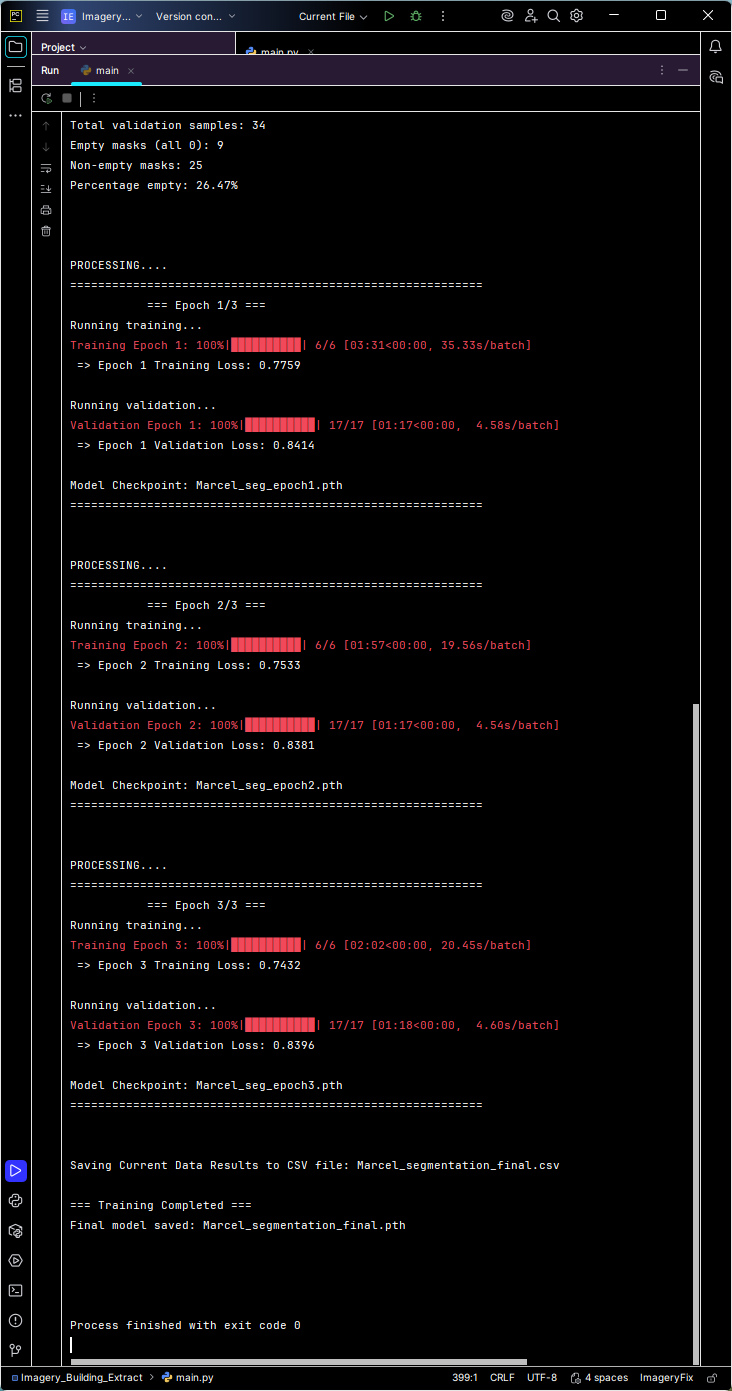 PC IE Imagery... Version con... Current File
Project
main.py
Run main
Total validation samples: 34
Empty masks (all 0): 9
Non-empty masks: 25
Percentage empty: 26.47%
PROCESSING....
===========================================================
=== Epoch 1/3 ===
Running training...
Training Epoch 1: 100%|██████████| 6/6 [03:31<00:00, 35.33s/batch]
=> Epoch 1 Training Loss: 0.7759
Running validation...
Validation Epoch 1: 100%|██████████| 17/17 [01:17<00:00,  4.58s/batch]
=> Epoch 1 Validation Loss: 0.8414
Model Checkpoint: Marcel_seg_epoch1.pth
===========================================================
PROCESSING....
===========================================================
=== Epoch 2/3 ===
Running training...
Training Epoch 2: 100%|██████████| 6/6 [01:57<00:00, 19.56s/batch]
=> Epoch 2 Training Loss: 0.7533
Running validation...
Validation Epoch 2: 100%|██████████| 17/17 [01:17<00:00,  4.54s/batch]
=> Epoch 2 Validation Loss: 0.8381
Model Checkpoint: Marcel_seg_epoch2.pth
===========================================================
PROCESSING....
===========================================================
=== Epoch 3/3 ===
Running training...
Training Epoch 3: 100%|██████████| 6/6 [02:02<00:00, 20.45s/batch]
=> Epoch 3 Training Loss: 0.7432
Running validation...
Validation Epoch 3: 100%|██████████| 17/17 [01:18<00:00,  4.60s/batch]
=> Epoch 3 Validation Loss: 0.8396
Model Checkpoint: Marcel_seg_epoch3.pth
===========================================================
Saving Current Data Results to CSV file: Marcel_segmentation_final.csv
=== Training Completed ===
Final model saved: Marcel_segmentation_final.pth
Process finished with exit code 0
Imagery_Building_Extract > main.py 399:1 CRLF UTF-8 4 spaces ImageryFix